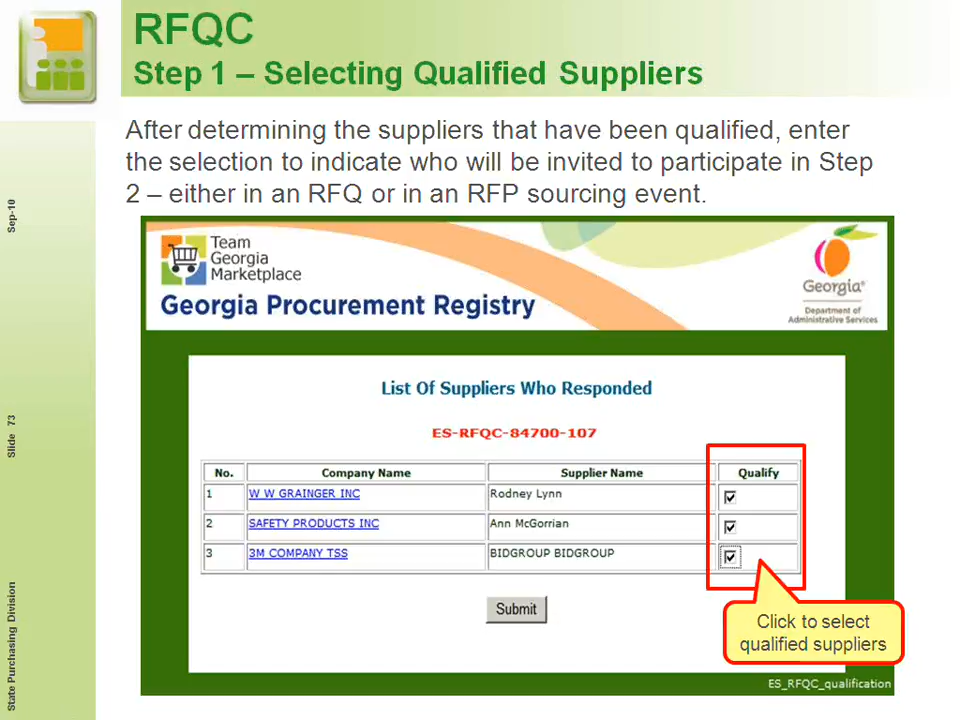 RFQC
Step 1 – Selecting Qualified Suppliers
After determining the suppliers that have been qualified, enter
the selection to indicate who will be invited to participate in Step
2 – either in an RFQ or in an RFP sourcing event.
Team
Georgia
Marketplace
Georgia Procurement Registry
Georgia®
Department of
Administrative Services
List Of Suppliers Who Responded
ES-RFQC-84700-107
No. Company Name Supplier Name Qualify
1 W W GRAINGER INC Rodney Lynn
2 SAFETY PRODUCTS INC Ann McGorrian
3 3M COMPANY TSS BIDGROUP BIDGROUP
Submit
Click to select
qualified suppliers
ES_RFQC_qualification
Sep-10
Slide 73
State Purchasing Division